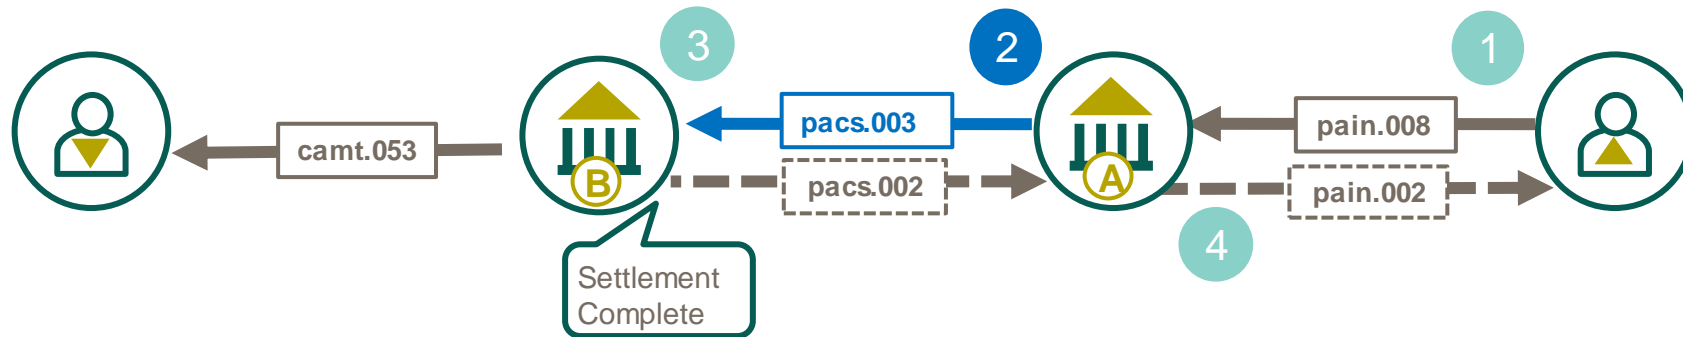 3
2
1
camt.053
pacs.003
pain.008
B
pacs.002
A
pain.002
4
Settlement
Complete